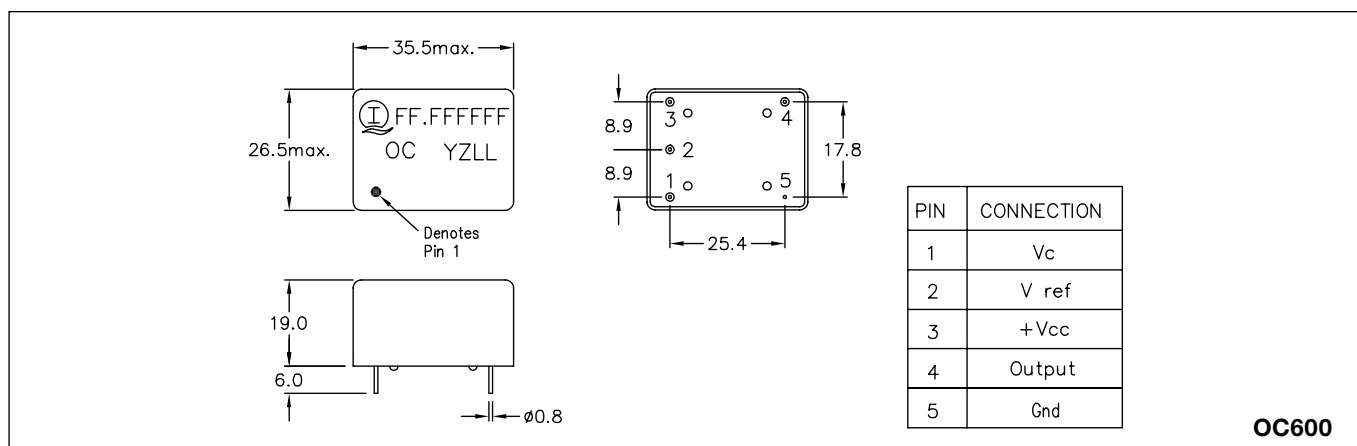 35.5max.
26.5max.
I
FF.FFFFFF
OC YZLL
Denotes
Pin 1
19.0
6.0
ø0.8
8.9
8.9
3
4
2
1
5
17.8
25.4
PIN CONNECTION
1 Vc
2 V ref
3 +Vcc
4 Output
5 Gnd
OC600